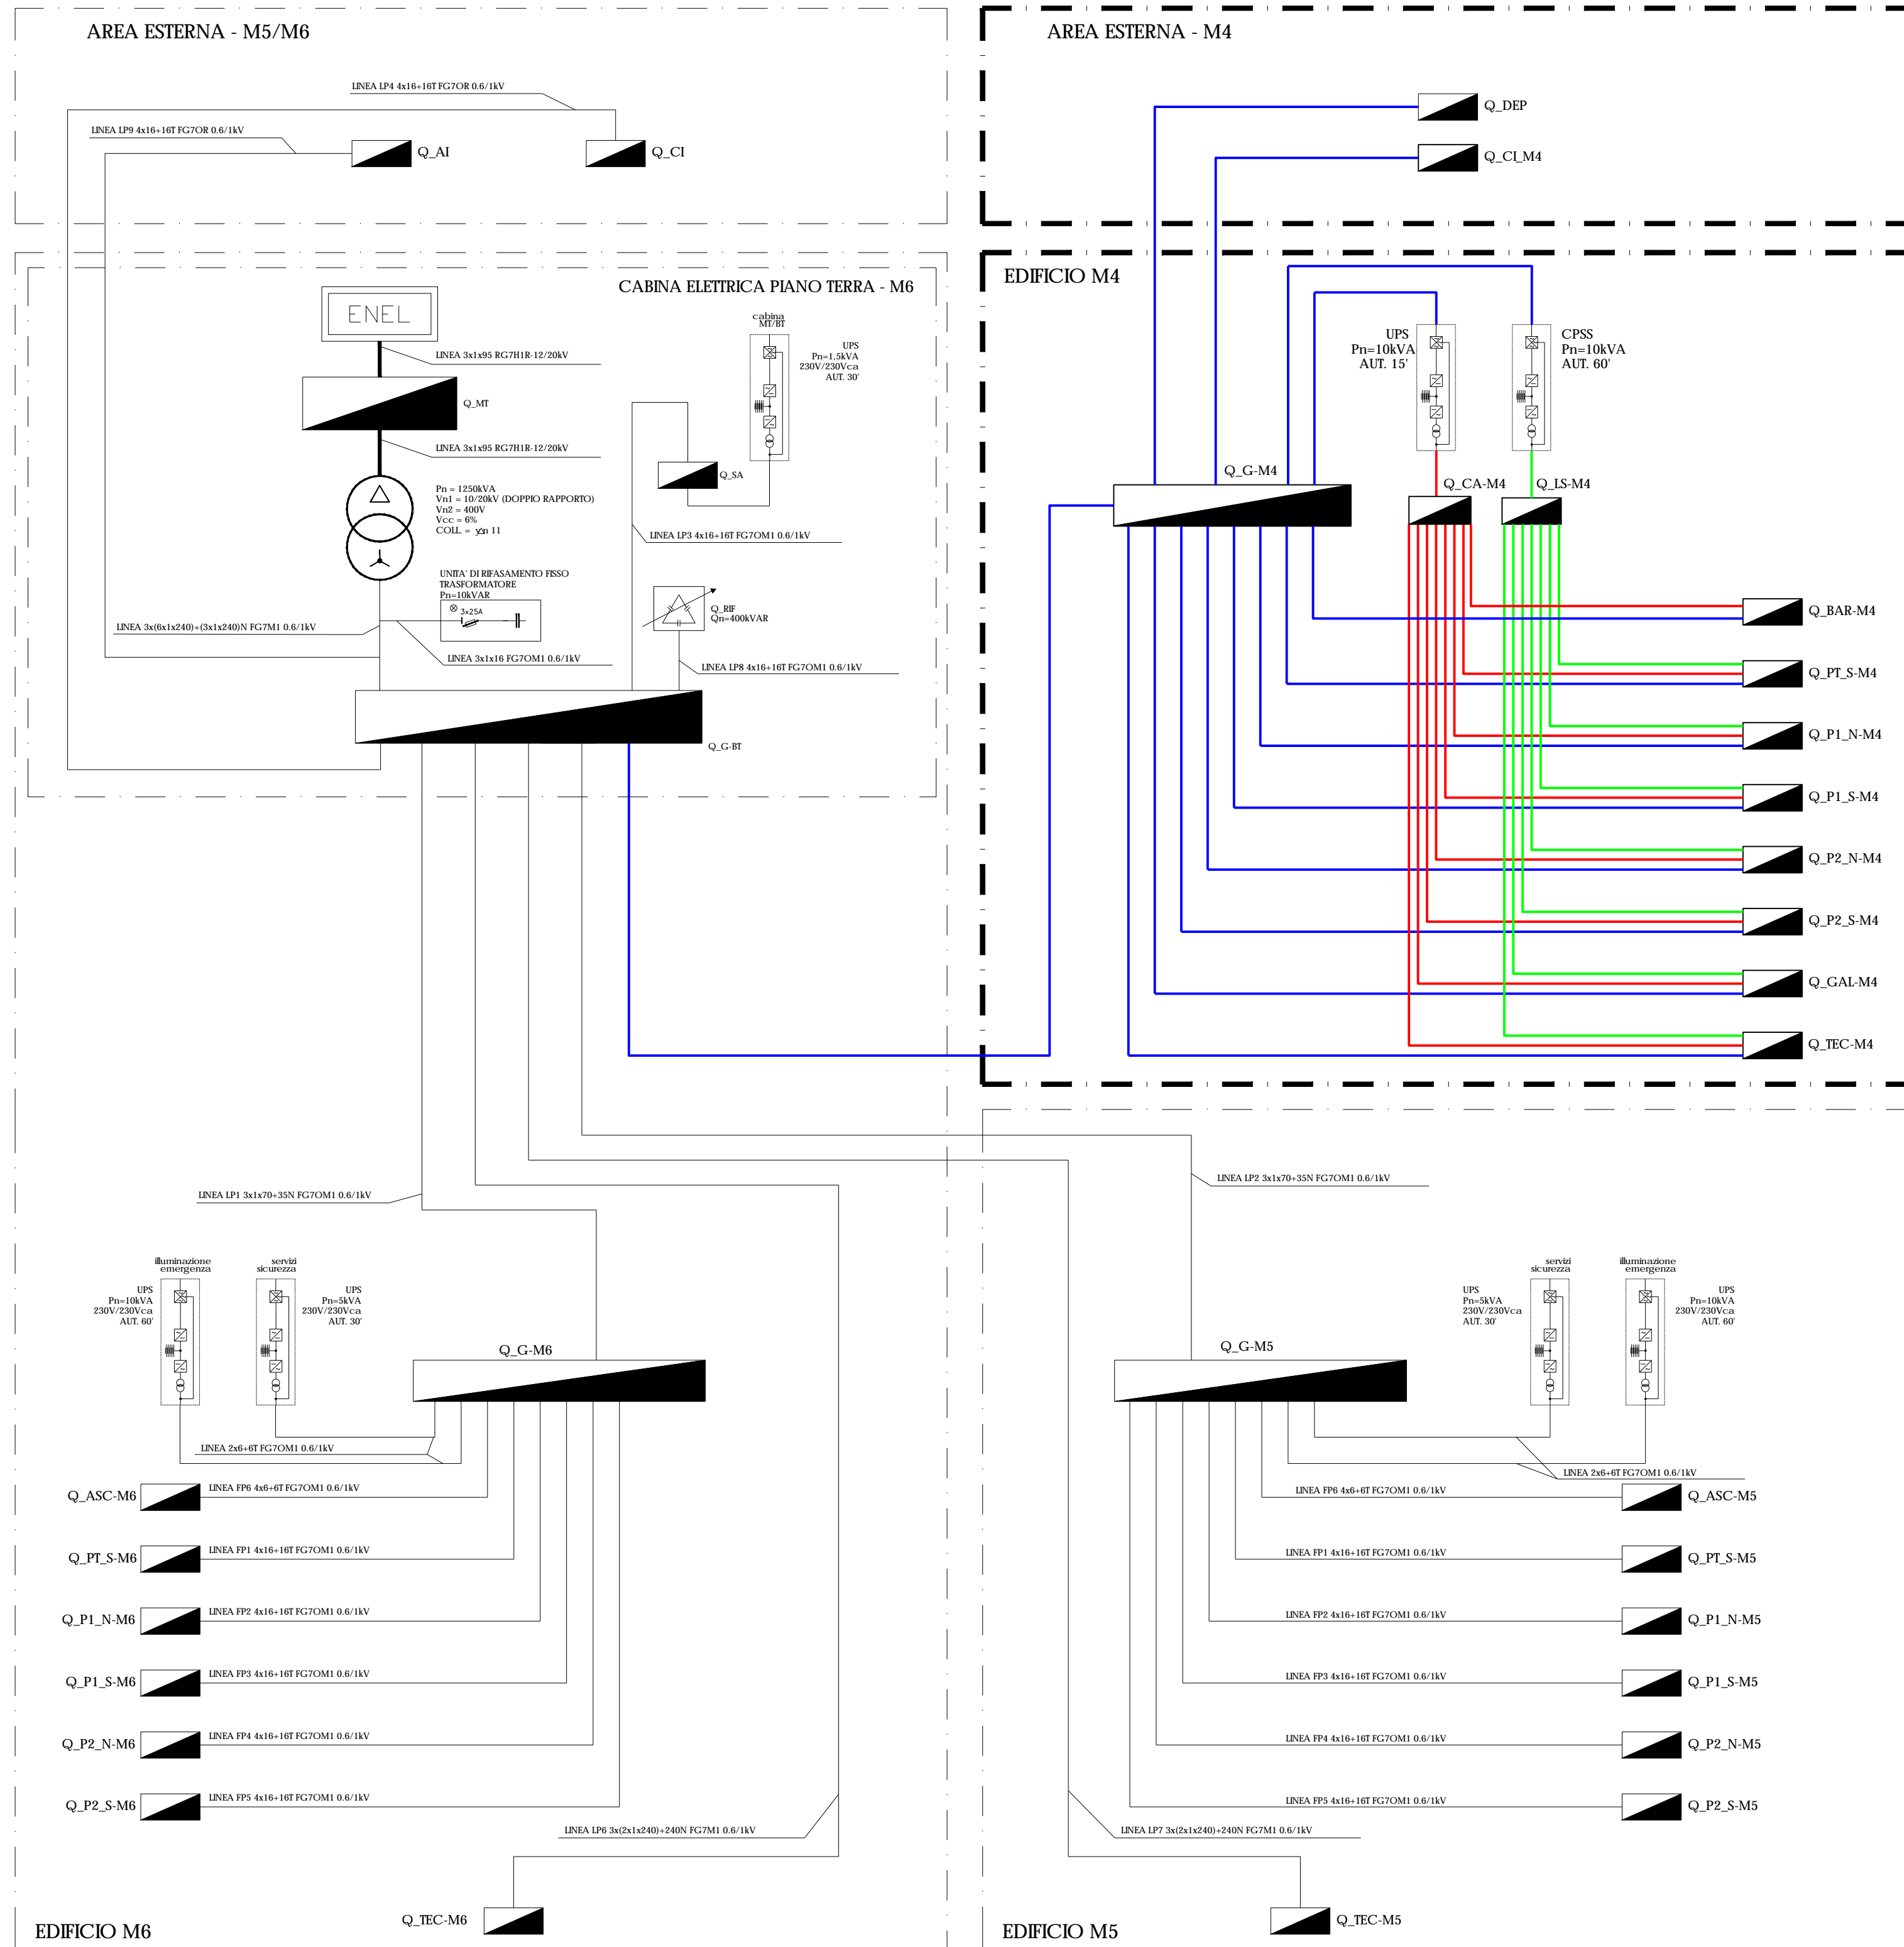 AREA ESTERNA - M5/M6
LINEA LP4 4x16+16T FG7OR 0.6/1kV
LINEA LP9 4x16+16T FG7OR 0.6/1kV
Q_AI
Q_CI
AREA ESTERNA - M4
Q_DEP
Q_CI_M4
CABINA ELETTRICA PIANO TERRA - M6
ENEL
LINEA 3x1x95 RG7H1R-12/20kV
Q_MT
LINEA 3x1x95 RG7H1R-12/20kV
Pn = 1250kVA
Vn1 = 10/20kV (DOPPIO RAPPORTO)
Vn2 = 400V
Vcc = 6%
COLL = 11
cabina
MT/BT
UPS
Pn=1,5kVA
230V/230Vca
AUT. 30'
Q_SA
LINEA LP3 4x16+16T FG7OM1 0.6/1kV
UNITA' DI RIFASAMENTO FISSO
TRASFORMATORE
Pn=10kVAR
3x25A
Q_RIF
Qn=400kVAR
LINEA 3x(6x1x240)+(3x1x240)N FG7M1 0.6/1kV
LINEA 3x1x16 FG7OM1 0.6/1kV
LINEA LP8 4x16+16T FG7OM1 0.6/1kV
Q_G-BT
EDIFICIO M4
UPS
Pn=10kVA
AUT. 15'
CPSS
Pn=10kVA
AUT. 60'
Q_G-M4
Q_CA-M4
Q_LS-M4
Q_BAR-M4
Q_PT_S-M4
Q_P1_N-M4
Q_P1_S-M4
Q_P2_N-M4
Q_P2_S-M4
Q_GAL-M4
Q_TEC-M4
LINEA LP1 3x1x70+35N FG7OM1 0.6/1kV
illuminazione
emergenza
servizi
sicurezza
UPS
Pn=10kVA
230V/230Vca
AUT. 60'
UPS
Pn=5kVA
230V/230Vca
AUT. 30'
Q_G-M6
LINEA 2x6+6T FG7OM1 0.6/1kV
Q_ASC-M6
LINEA FP6 4x6+6T FG7OM1 0.6/1kV
Q_PT_S-M6
LINEA FP1 4x16+16T FG7OM1 0.6/1kV
Q_P1_N-M6
LINEA FP2 4x16+16T FG7OM1 0.6/1kV
Q_P1_S-M6
LINEA FP3 4x16+16T FG7OM1 0.6/1kV
Q_P2_N-M6
LINEA FP4 4x16+16T FG7OM1 0.6/1kV
Q_P2_S-M6
LINEA FP5 4x16+16T FG7OM1 0.6/1kV
LINEA LP6 3x(2x1x240)+240N FG7M1 0.6/1kV
Q_TEC-M6
EDIFICIO M6
LINEA LP2 3x1x70+35N FG7OM1 0.6/1kV
servizi
sicurezza
illuminazione
emergenza
UPS
Pn=5kVA
230V/230Vca
AUT. 30'
UPS
Pn=10kVA
230V/230Vca
AUT. 60'
Q_G-M5
LINEA 2x6+6T FG7OM1 0.6/1kV
LINEA FP6 4x6+6T FG7OM1 0.6/1kV
Q_ASC-M5
LINEA FP1 4x16+16T FG7OM1 0.6/1kV
Q_PT_S-M5
LINEA FP2 4x16+16T FG7OM1 0.6/1kV
Q_P1_N-M5
LINEA FP3 4x16+16T FG7OM1 0.6/1kV
Q_P1_S-M5
LINEA FP4 4x16+16T FG7OM1 0.6/1kV
Q_P2_N-M5
LINEA FP5 4x16+16T FG7OM1 0.6/1kV
Q_P2_S-M5
LINEA LP7 3x(2x1x240)+240N FG7M1 0.6/1kV
Q_TEC-M5
EDIFICIO M5